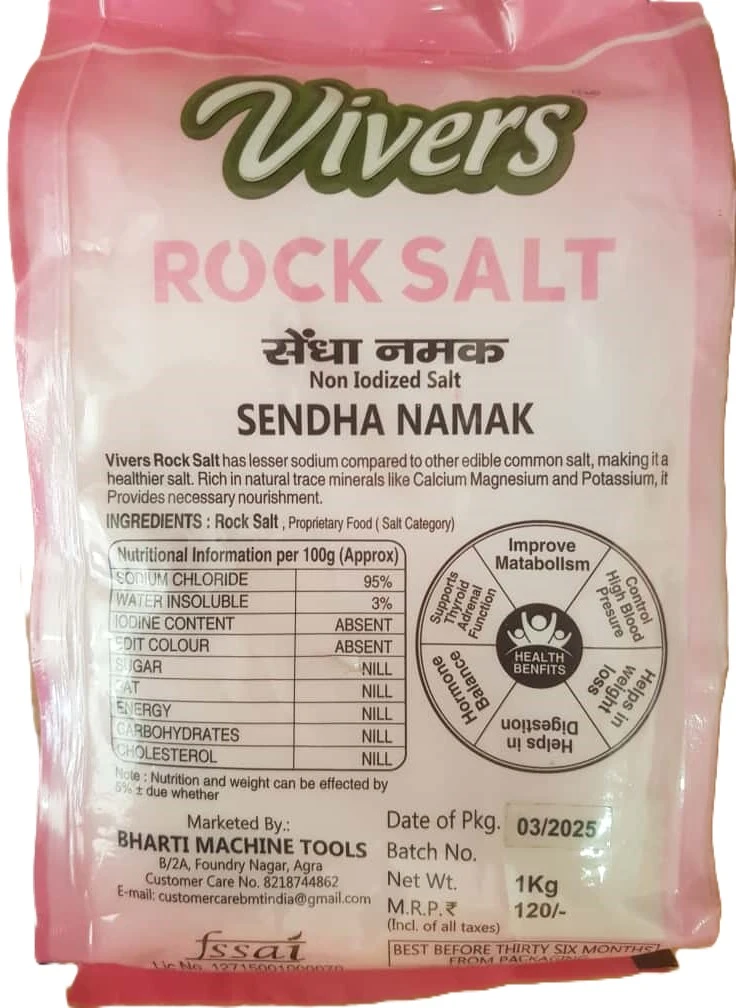 Vivers
ROCK SALT
सेंधा नमक
Non Iodized Salt
SENDHA NAMAK
Vivers Rock Salt has lesser sodium compared to other edible common salt, making it a
healthier salt. Rich in natural trace minerals like Calcium Magnesium and Potassium, it
Provides necessary nourishment.
INGREDIENTS : Rock Salt , Proprietary Food ( Salt Category)
Nutritional Information per 100g (Approx)
SODIUM CHLORIDE 95%
WATER INSOLUBLE 3%
IODINE CONTENT ABSENT
EDIT COLOUR ABSENT
SUGAR NILL
FAT NILL
ENERGY NILL
CARBOHYDRATES NILL
CHOLESTEROL NILL
Note : Nutrition and weight can be effected by
5% ± due whether
Improve
Matabolism
Control
High Blood
Presure
Helps in
weight
loss
Helps in
Digestion
Hormone
Balance
Supports
Thyroid
Adrenal
Function
HEALTH
BENFITS
Marketed By.:
BHARTI MACHINE TOOLS
B/2A, Foundry Nagar, Agra
Customer Care No. 8218744862
E-mail: customercarebmtindia@gmail.com
fssai
Lic No.
Date of Pkg. 03/2025
Batch No.
Net Wt. 1Kg
M.R.P.₹ 120/-
(Incl. of all taxes)
BEST BEFORE THIRTY SIX MONTHS
FROM PACKAGING